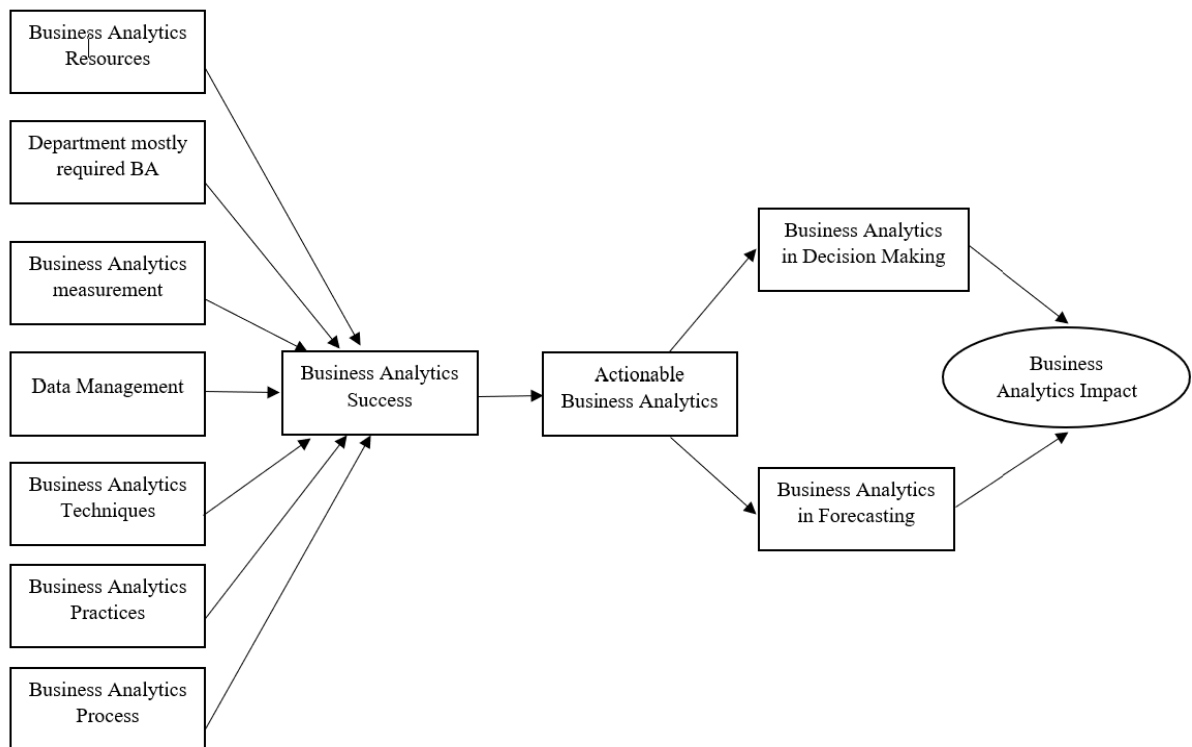 Business Analytics
Resources
Department mostly
required BA
Business Analytics
measurement
Data Management
Business Analytics
Techniques
Business Analytics
Practices
Business Analytics
Process
Business Analytics
Success
Actionable
Business Analytics
Business Analytics
in Decision Making
Business Analytics
in Forecasting
Business
Analytics Impact